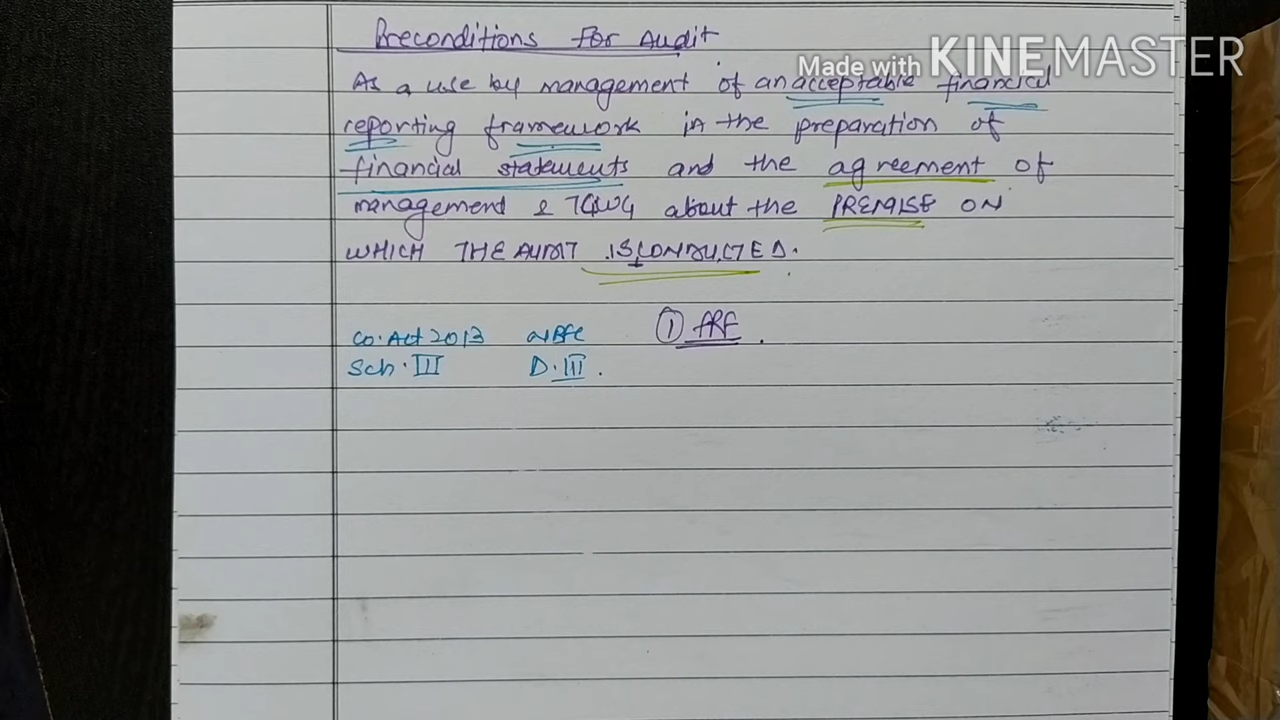 Preconditions For Audit
Made with KINEMASTER
As a use by management of an acceptable financial
reporting framework in the preparation of
financial statements and the agreement of
management & TCWG about the PREMISE ON
WHICH THE AUDIT IS CONDUCTED.
① FRF.
Co. Act 2013 NBFC
Sch. III D. III.